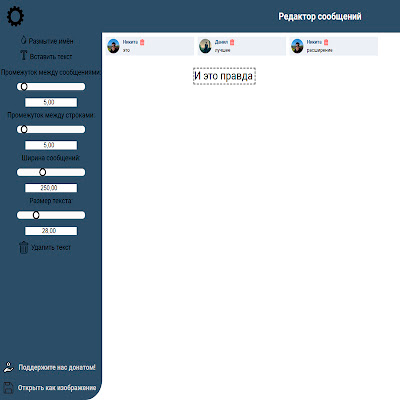 Редактор сообщений
Размытие имён
Вставить текст
Промежуток между сообщениями:
5,00
Промежуток между строками:
5,00
Ширина сообщений:
250,00
Размер текста:
28,00
Удалить текст
Поддержите нас донатом!
Открыть как изображение
Никита
это
Данил
лучшее
Никита
расширение
И это правда